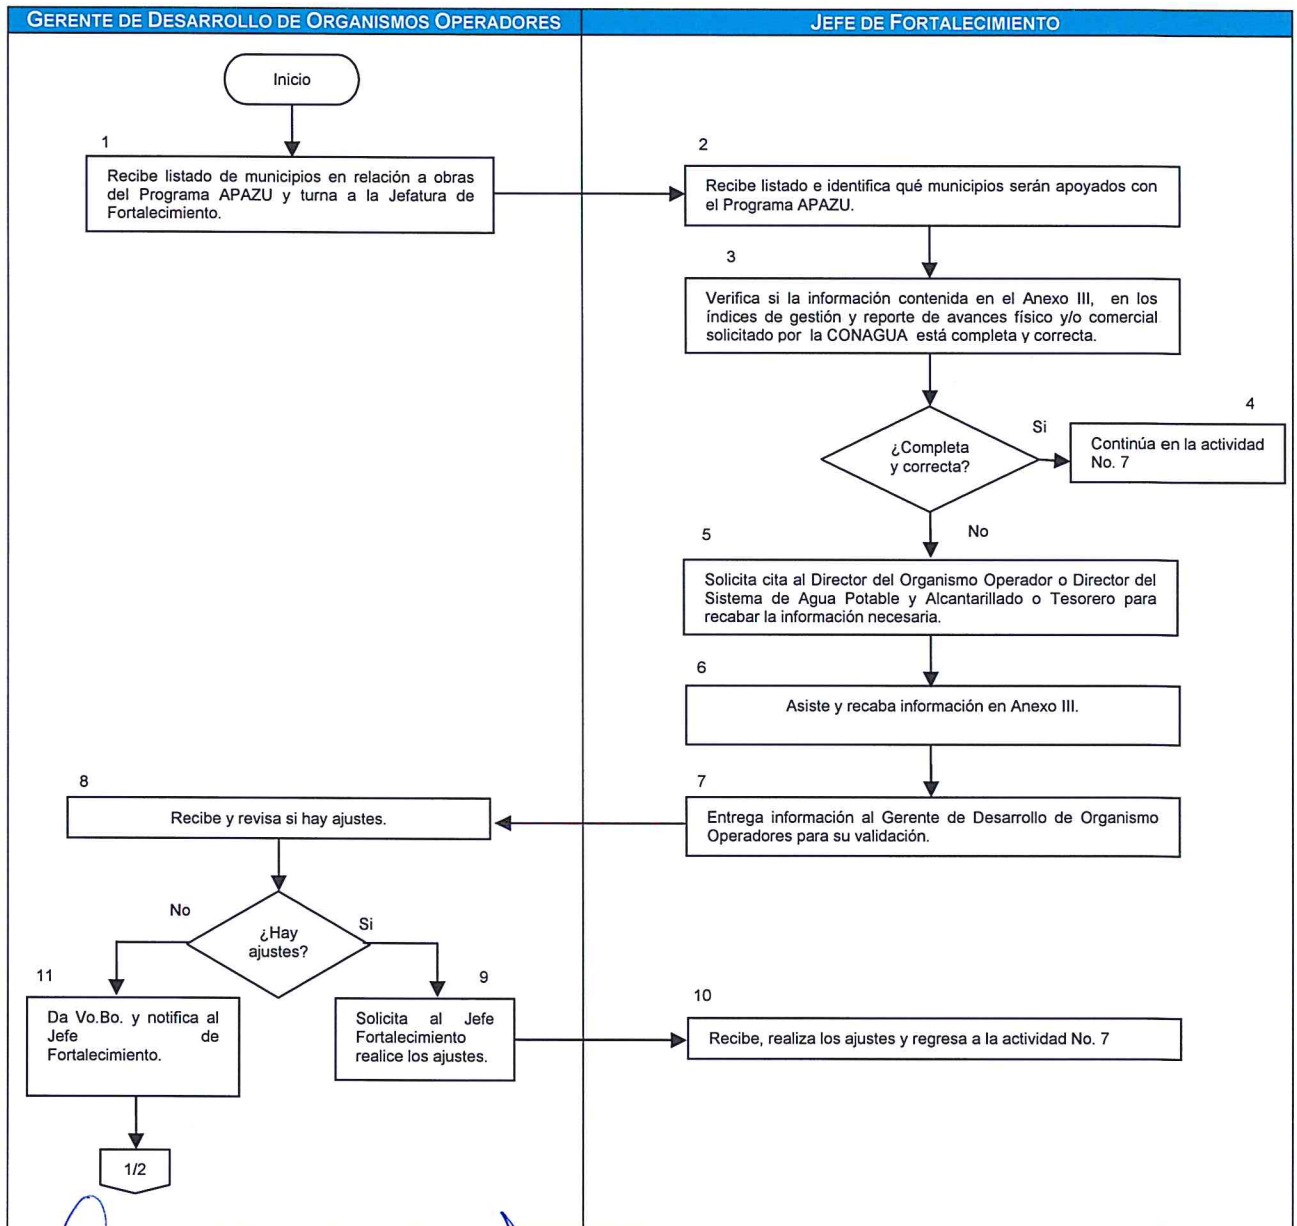 GERENTE DE DESARROLLO DE ORGANISMOS OPERADORES
JEFE DE FORTALECIMIENTO
Inicio
1
Recibe listado de municipios en relación a obras
del Programa APAZU y turna a la Jefatura de
Fortalecimiento.
2
Recibe listado e identifica qué municipios serán apoyados con
el Programa APAZU.
3
Verifica si la información contenida en el Anexo III, en los
índices de gestión y reporte de avances físico y/o comercial
solicitado por la CONAGUA está completa y correcta.
¿Completa
y correcta?
Si
4
Continúa en la actividad
No. 7
No
5
Solicita cita al Director del Organismo Operador o Director del
Sistema de Agua Potable y Alcantarillado o Tesorero para
recabar la información necesaria.
6
Asiste y recaba información en Anexo III.
7
Entrega información al Gerente de Desarrollo de Organismo
Operadores para su validación.
8
Recibe y revisa si hay ajustes.
¿Hay
ajustes?
No
Si
11
Da Vo.Bo. y notifica al
Jefe de
Fortalecimiento.
9
Solicita al Jefe
Fortalecimiento
realice los ajustes.
10
Recibe, realiza los ajustes y regresa a la actividad No. 7
1/2